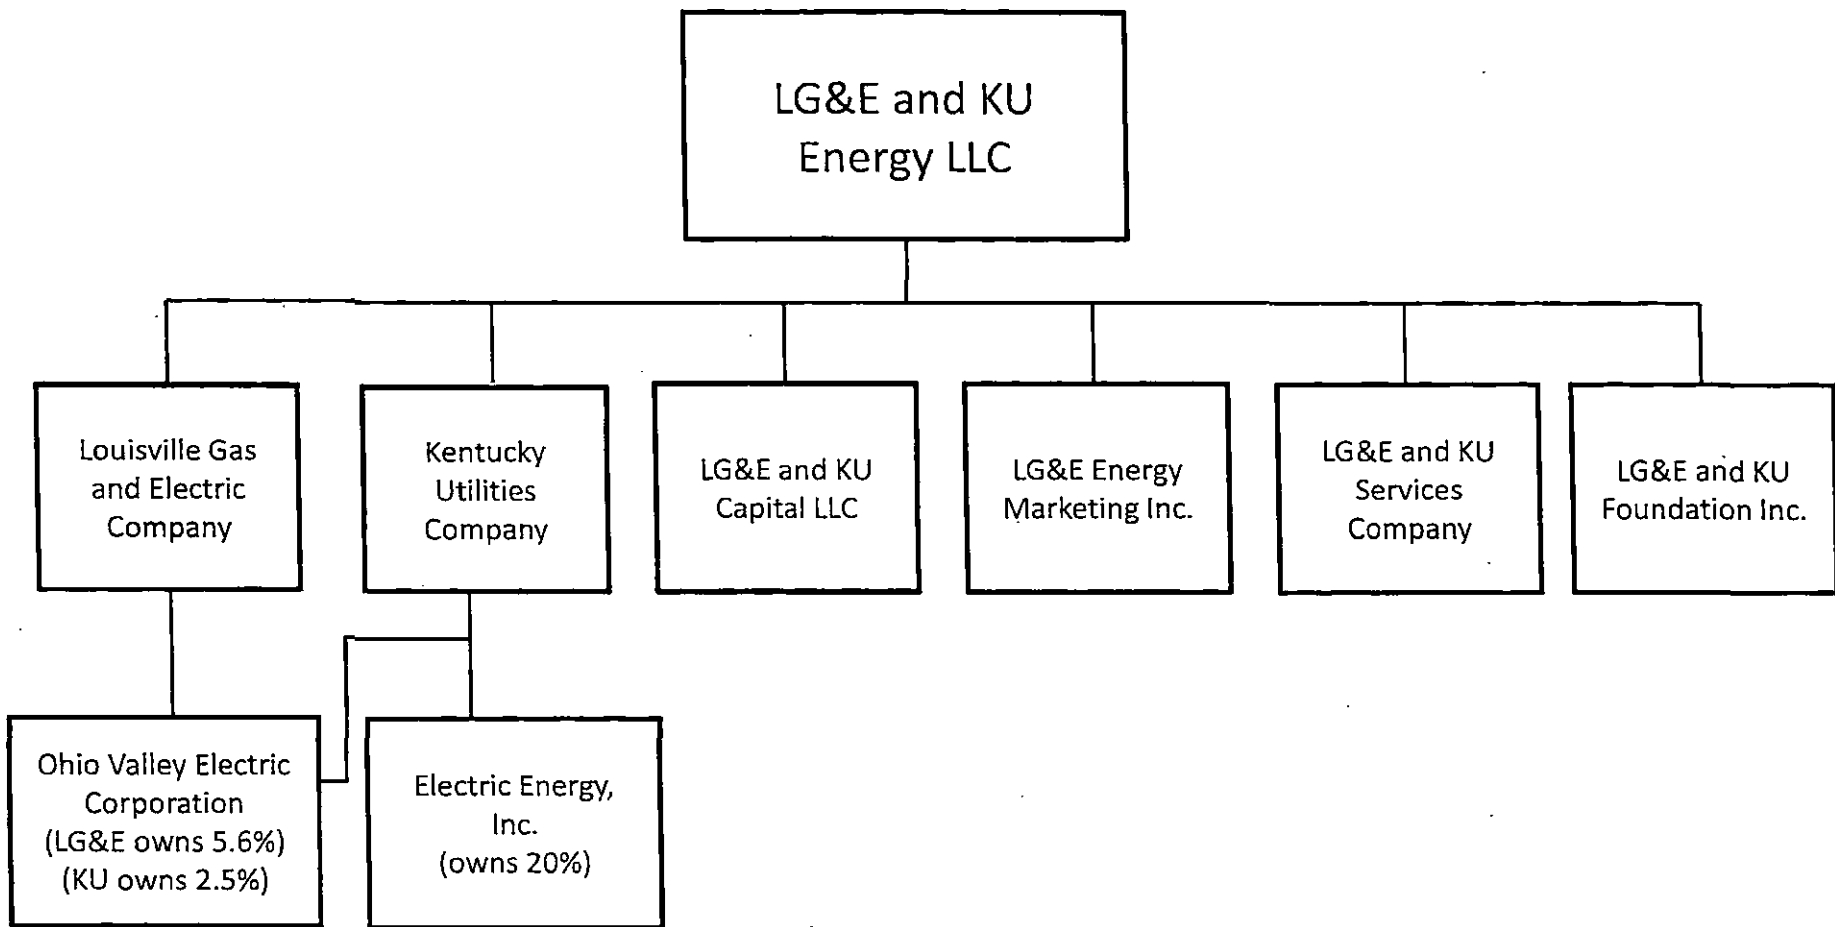 LG&E and KU
Energy LLC
Louisville Gas
and Electric
Company
Kentucky
Utilities
Company
LG&E and KU
Capital LLC
LG&E Energy
Marketing Inc.
LG&E and KU
Services
Company
LG&E and KU
Foundation Inc.
Ohio Valley Electric
Corporation
(LG&E owns 5.6%)
(KU owns 2.5%)
Electric Energy,
Inc.
(owns 20%)